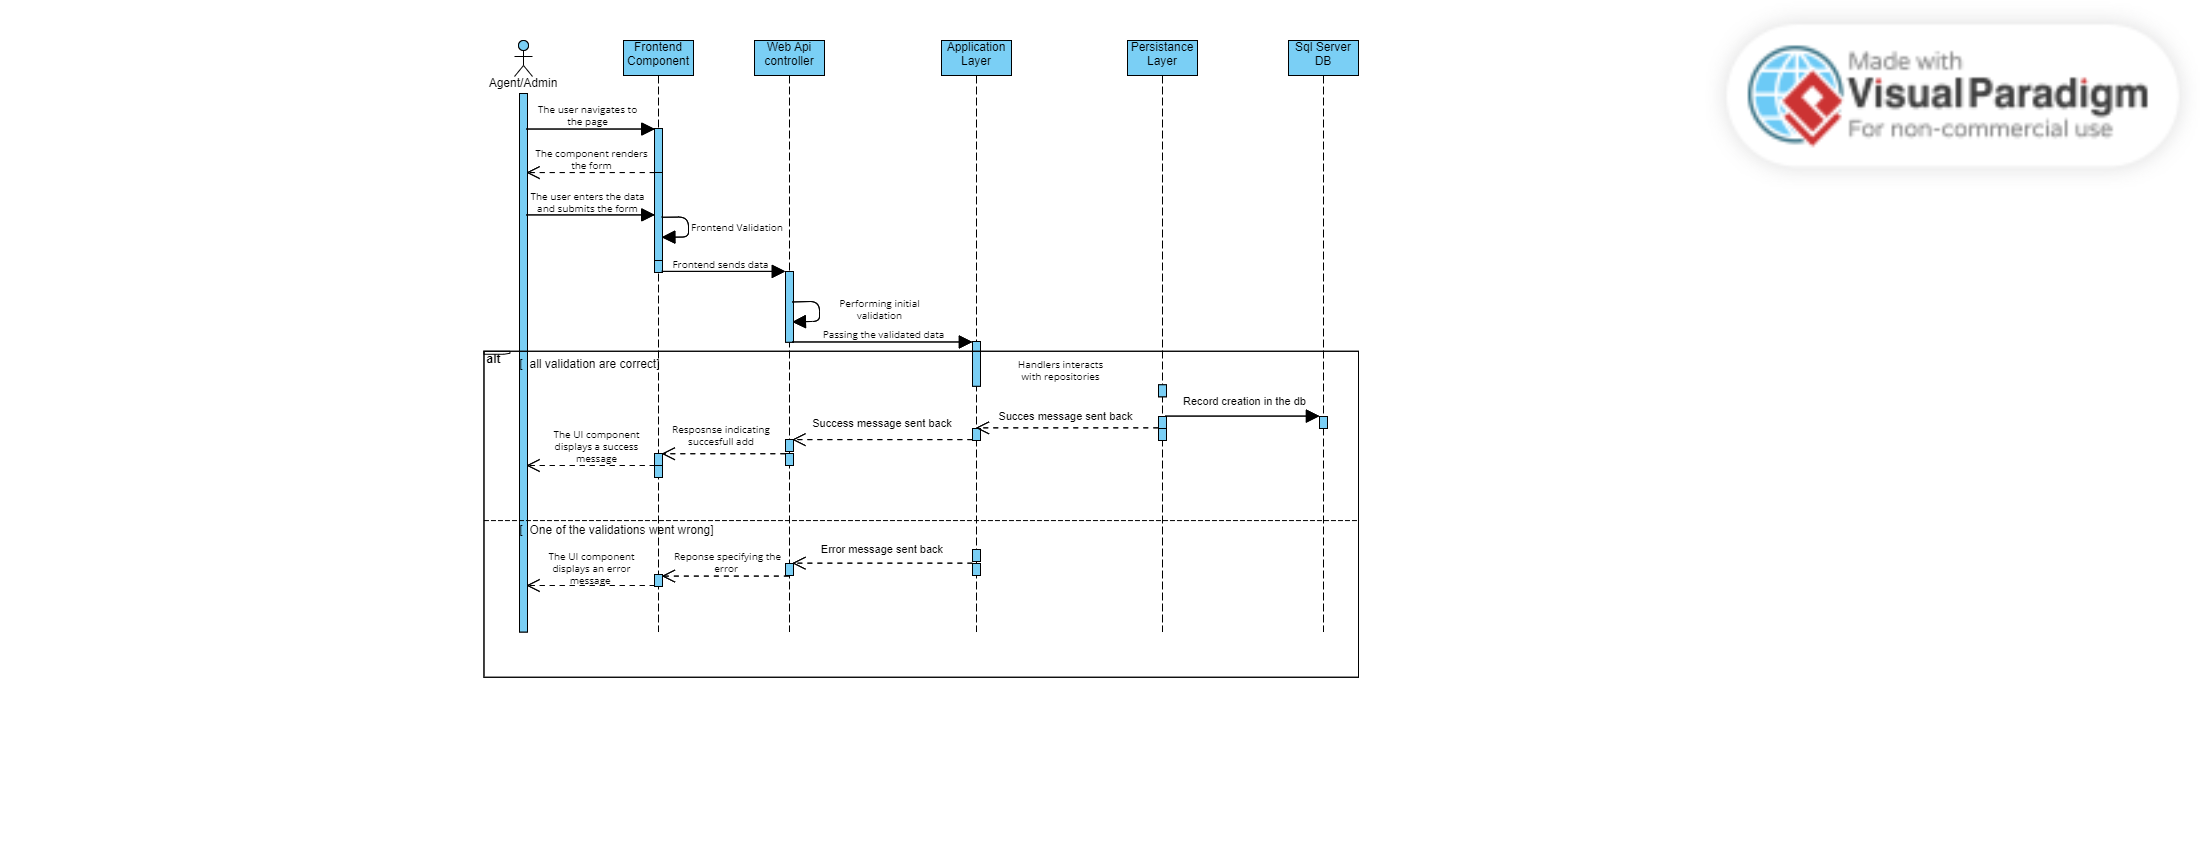 Made with
Visual Paradigm
For non-commercial use
Agent/Admin
Frontend
Component
Web Api
controller
Application
Layer
Persistance
Layer
Sql Server
DB
The user navigates to
the page
The component renders
the form
The user enters the data
and submits the form
Frontend Validation
Frontend sends data
Performing initial
validation
Passing the validated data
alt
[ all validation are correct]
Handlers interacts
with repositories
Record creation in the db
Succes message sent back
Success message sent back
Resposnse indicating
succesfull add
The UI component
displays a success
message
[ One of the validations went wrong]
Error message sent back
Reponse specifying the
error
The UI component
displays an error
message